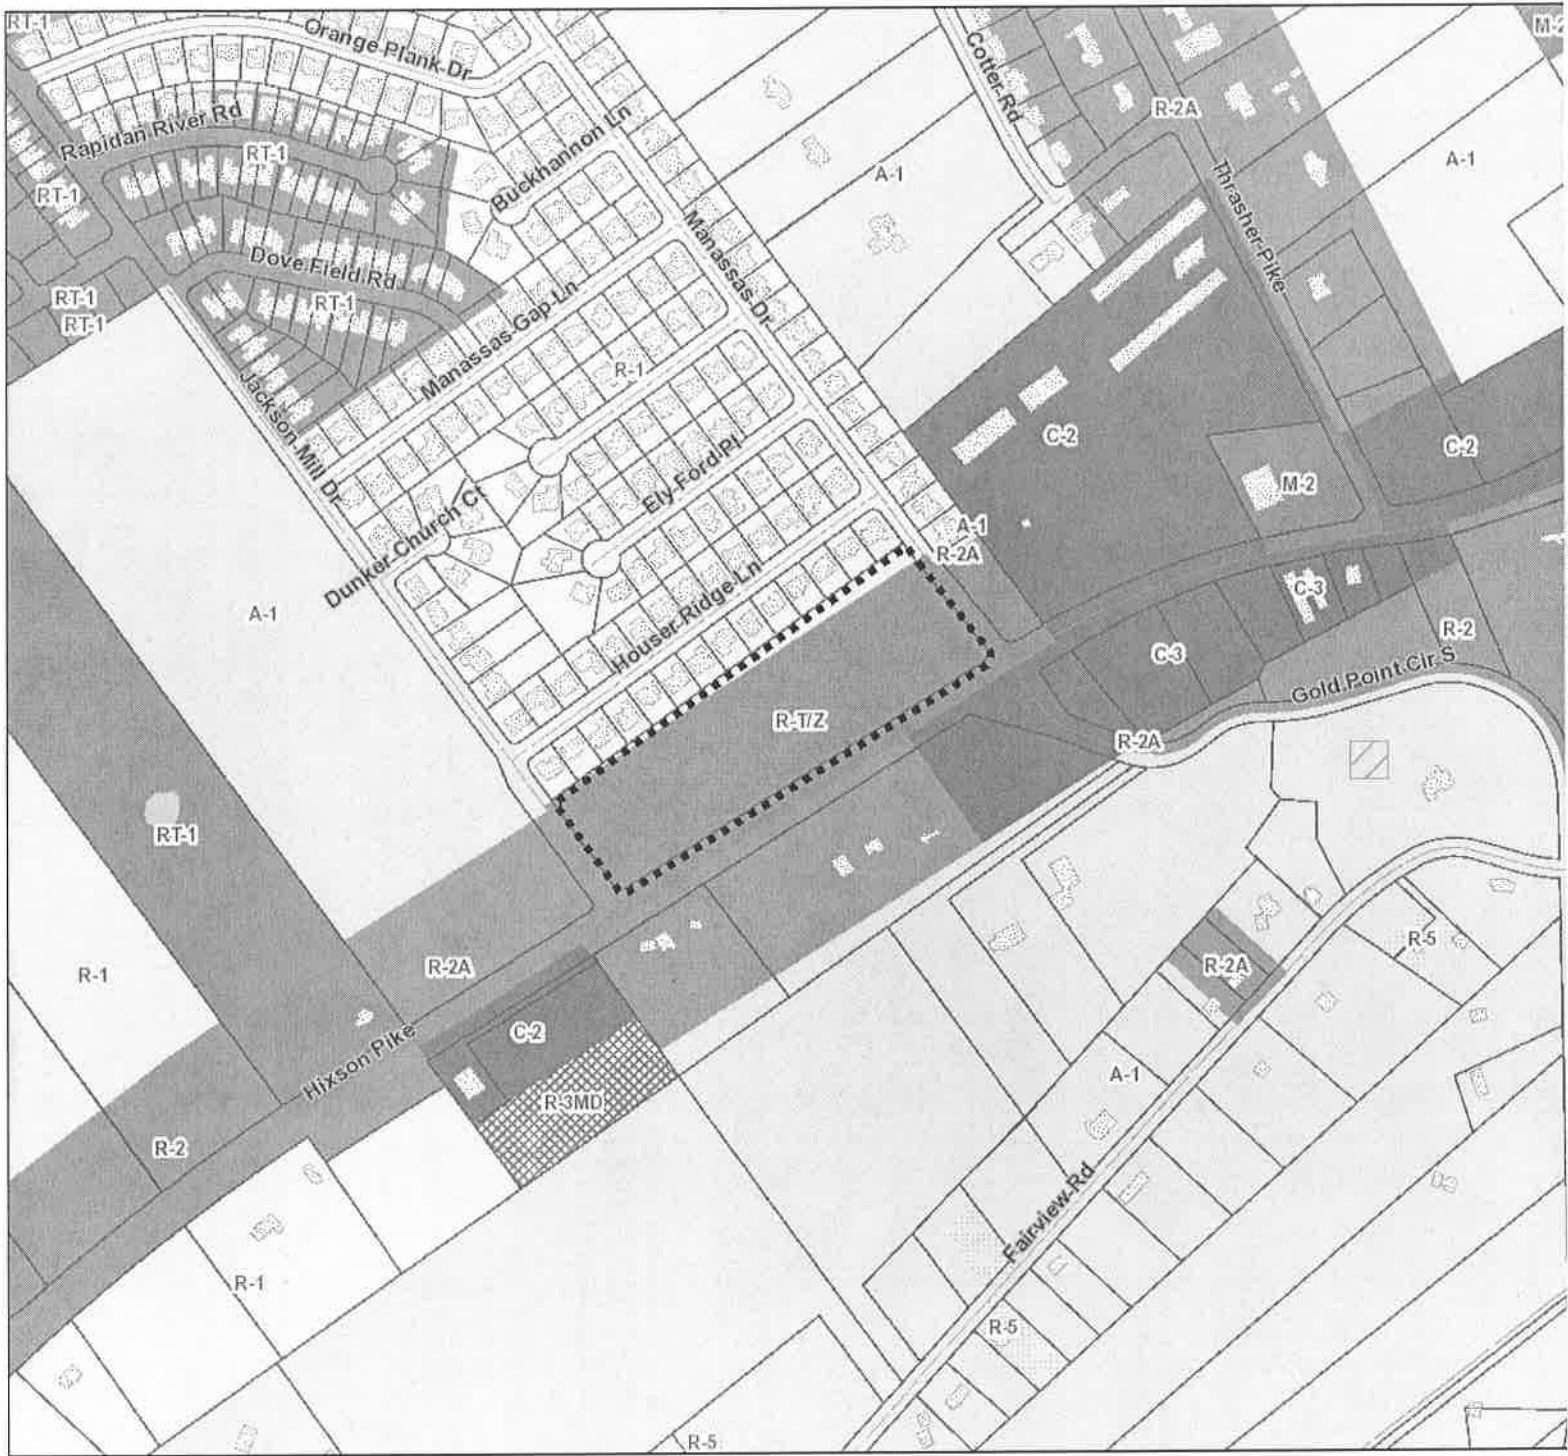 RT-1
Orange Plank Dr
M-2
Cotter Rd
R-2A
Rapidan River Rd
RT-1
Buckhannon Ln
A-1
A-1
RT-1
Thrasher Pike
Manassas Dr
Dove Field Rd
RT-1
RT-1
RT-1
Manassas Gap Ln
R-1
Jackson Mill Dr
C-2
C-2
Ely Ford Pl
M-2
Dunker Church Ct
A-1
R-2A
A-1
Houser Ridge Ln
C-3
R-2
C-3
Gold Point Cir S
R-T/Z
R-2A
RT-1
R-5
R-1
R-2A
R-2A
C-2
Hixson Pike
A-1
R-3MD
R-2
Fairview Rd
R-1
R-5
R-5